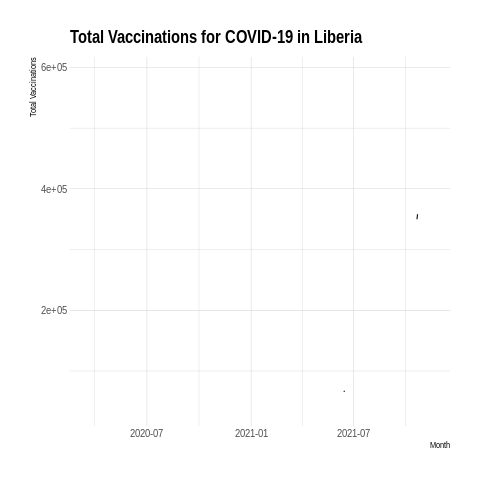 Total Vaccinations for COVID-19 in Liberia
Total Vaccinations
6e+05
4e+05
2e+05
2020-07 2021-01 2021-07
Month